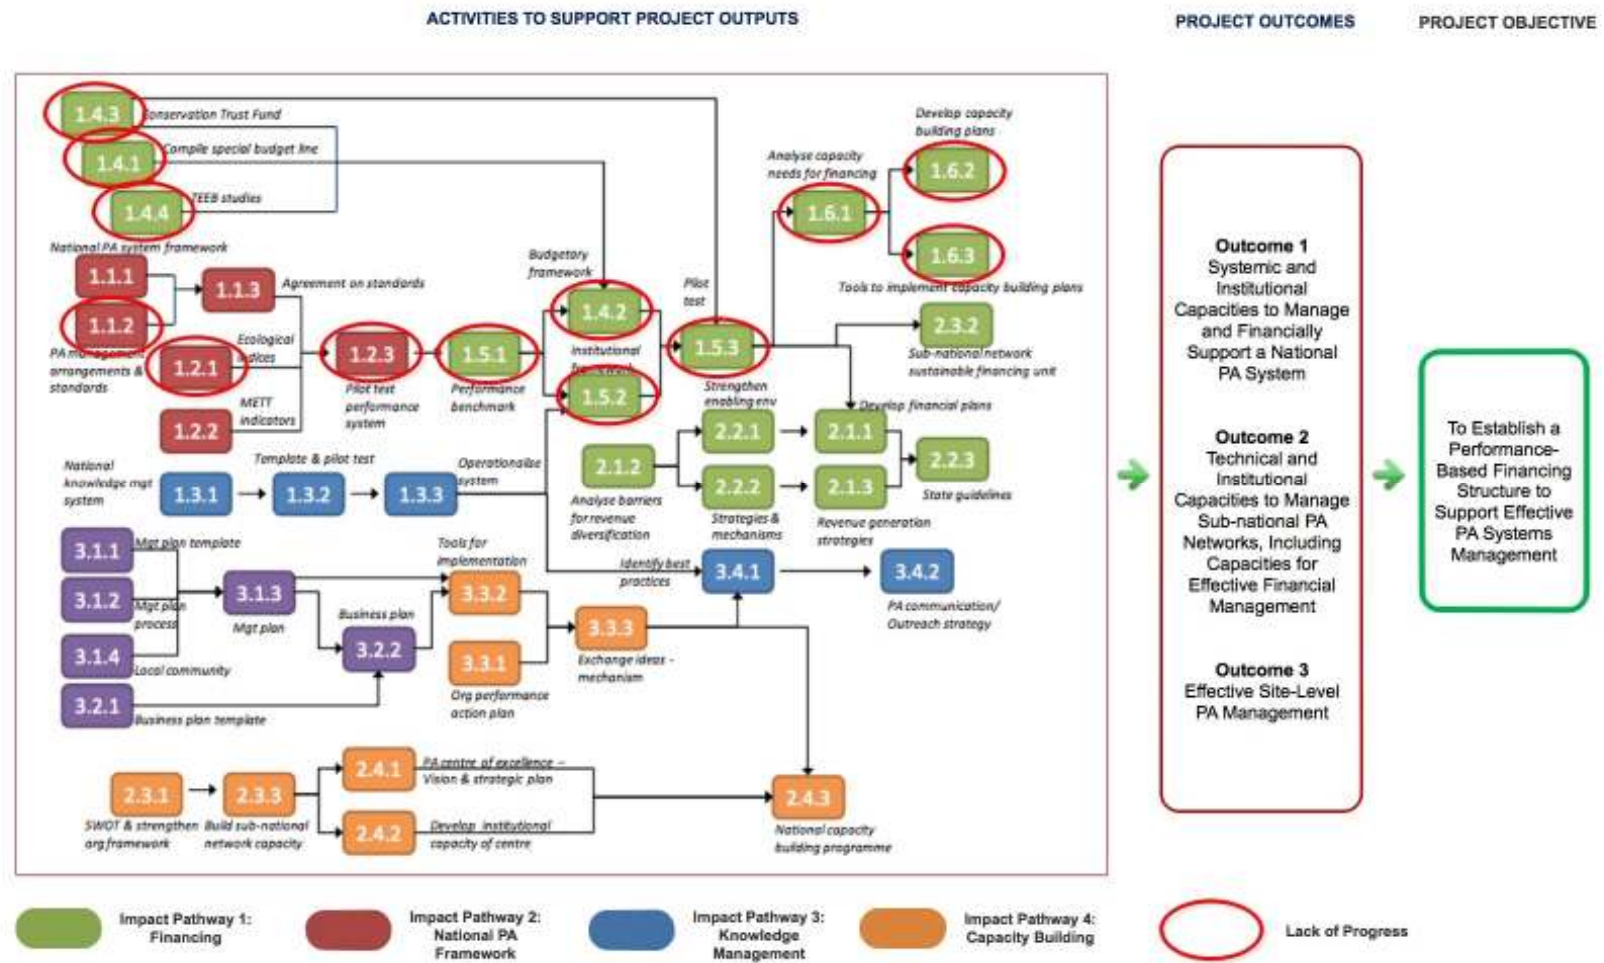 ACTIVITIES TO SUPPORT PROJECT OUTPUTS
PROJECT OUTCOMES
PROJECT OBJECTIVE
1.4.3
Conservation Trust Fund
1.4.1
Compile special budget line
1.4.4
TEEB studies
National PA system framework
1.1.1
1.1.3
Agreement on standards
1.1.2
PA management
arrangements &
standards
1.2.1
Ecological
indices
1.2.2
METT
indicators
1.2.3
Pilot test
performance
system
1.5.1
Performance
benchmark
Budgetary
framework
1.4.2
Institutional
framework
1.5.2
Pilot
test
1.5.3
Strengthen
enabling env
Analyse capacity
needs for financing
1.6.1
Develop capacity
building plans
1.6.2
1.6.3
Tools to implement capacity building plans
2.3.2
Sub-national network
sustainable financing unit
Develop financial plans
2.2.1
2.1.1
2.1.2
Analyse barriers
for revenue
diversification
2.2.2
Strategies &
mechanisms
2.1.3
Revenue generation
strategies
2.2.3
State guidelines
National
knowledge mgt
system
1.3.1
Template & pilot test
1.3.2
1.3.3
Operationalise
system
3.1.1
Mgt plan template
3.1.2
Mgt plan
process
3.1.4
Local community
3.2.1
Business plan template
3.1.3
Mgt plan
Business plan
3.2.2
Tools for
implementation
3.3.2
3.3.1
Org performance
action plan
3.3.3
Exchange ideas -
mechanism
Identify best
practices
3.4.1
3.4.2
PA communication/
Outreach strategy
2.3.1
SWOT & strengthen
org framework
2.3.3
Build sub-national
network capacity
2.4.1
PA centre of excellence –
Vision & strategic plan
2.4.2
Develop institutional
capacity of centre
2.4.3
National capacity
building programme
Outcome 1
Systemic and
Institutional
Capacities to Manage
and Financially
Support a National
PA System
Outcome 2
Technical and
Institutional
Capacities to Manage
Sub-national PA
Networks, Including
Capacities for
Effective Financial
Management
Outcome 3
Effective Site-Level
PA Management
To Establish a
Performance-
Based Financing
Structure to
Support Effective
PA Systems
Management
Impact Pathway 1:
Financing
Impact Pathway 2:
National PA
Framework
Impact Pathway 3:
Knowledge
Management
Impact Pathway 4:
Capacity Building
Lack of Progress